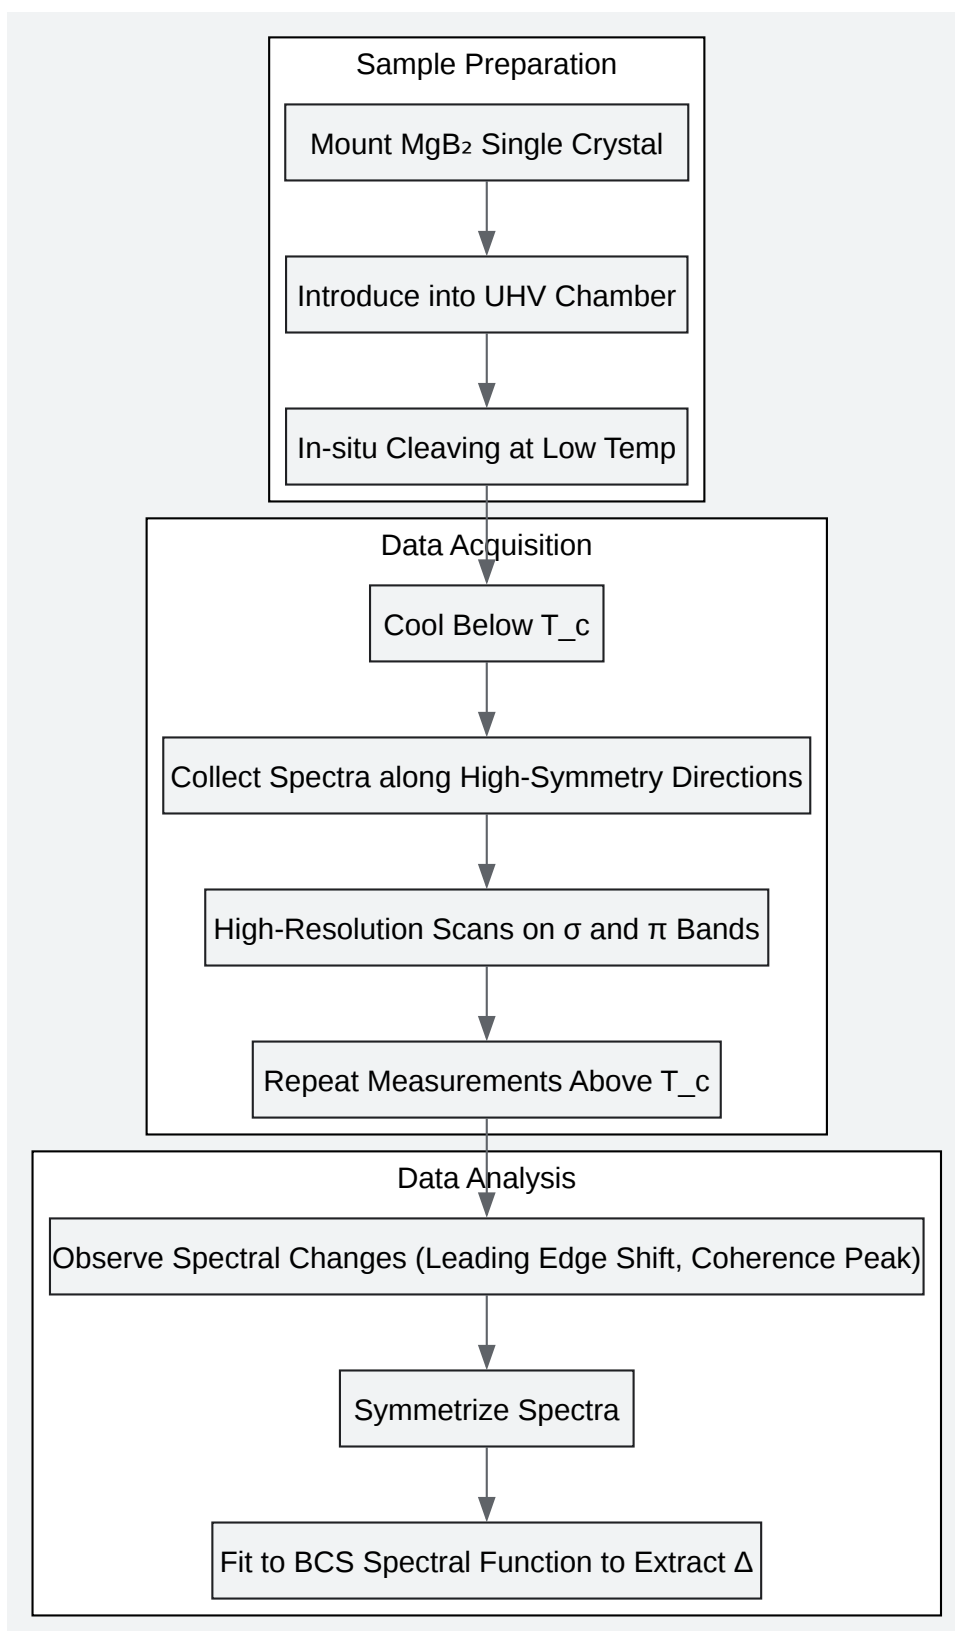 Sample Preparation
Mount MgB₂ Single Crystal
Introduce into UHV Chamber
In-situ Cleaving at Low Temp
Data Acquisition
Cool Below T_c
Collect Spectra along High-Symmetry Directions
High-Resolution Scans on σ and π Bands
Repeat Measurements Above T_c
Data Analysis
Observe Spectral Changes (Leading Edge Shift, Coherence Peak)
Symmetrize Spectra
Fit to BCS Spectral Function to Extract Δ